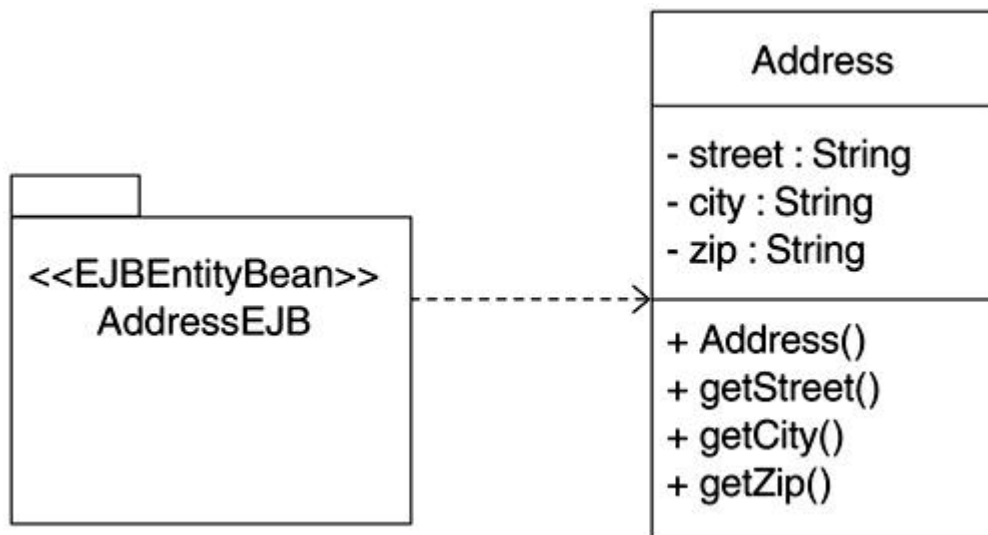 <<EJBEntityBean>>
AddressEJB
Address
- street : String
- city : String
- zip : String
+ Address()
+ getStreet()
+ getCity()
+ getZip()